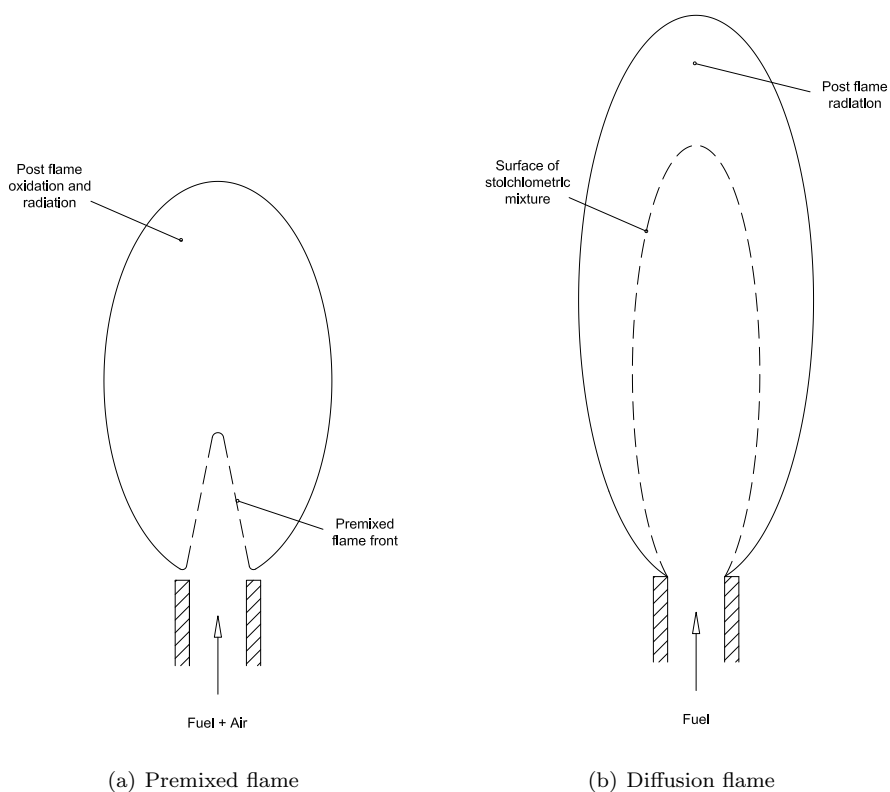 Post flame
oxidation and
radiation
Premixed
flame front
Fuel + Air
(a) Premixed flame
Post flame
radiation
Surface of
stolchlometric
mixture
Fuel
(b) Diffusion flame